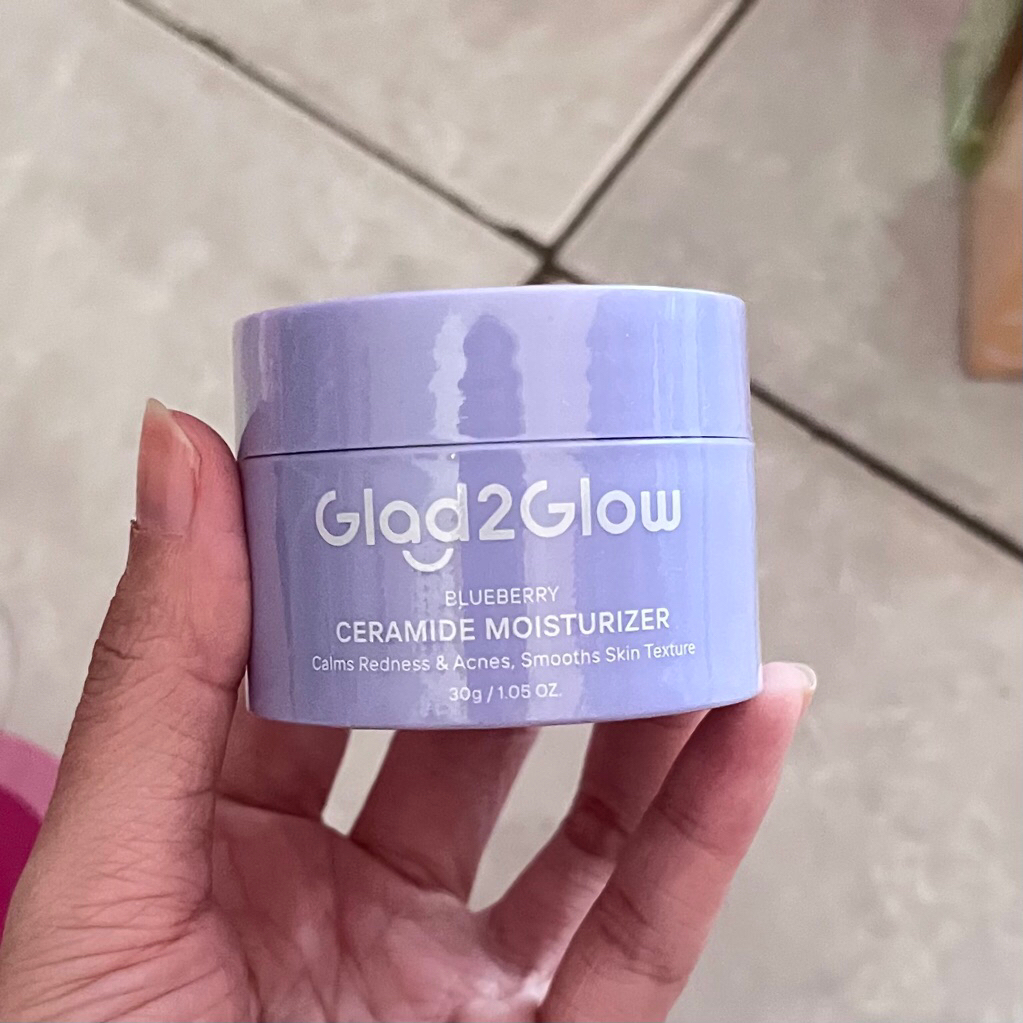 Glad2Glow
BLUEBERRY
CERAMIDE MOISTURIZER
Calms Redness & Acnes, Smooths Skin Texture
30g / 1.05 OZ.